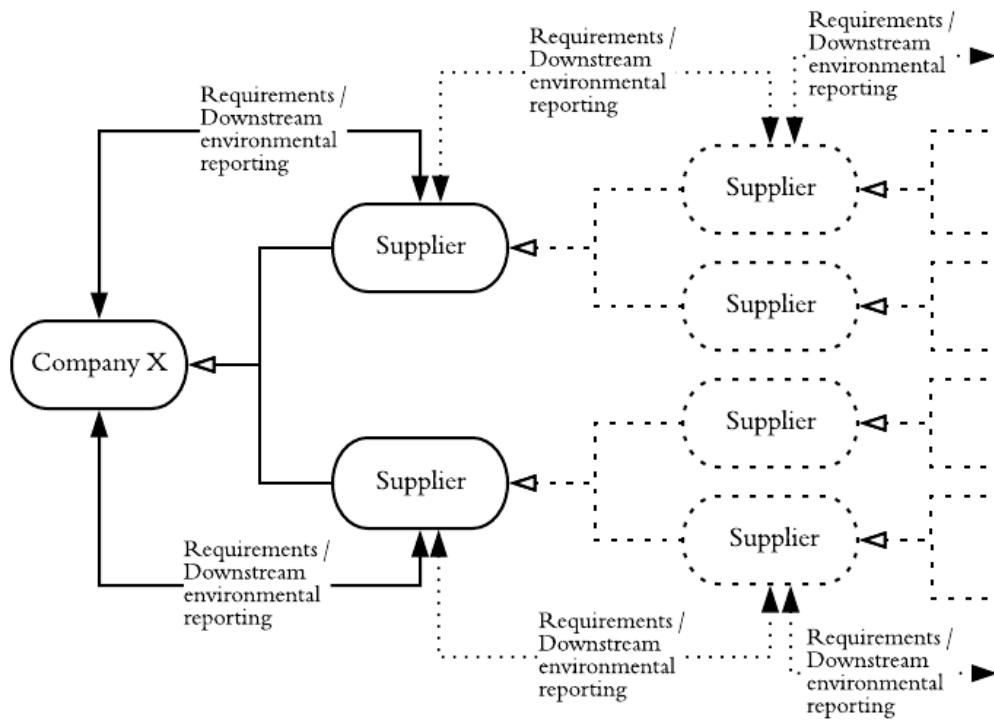 Requirements /
Downstream
environmental
reporting
Requirements /
Downstream
environmental
reporting
Requirements /
Downstream
environmental
reporting
Supplier
Supplier
Supplier
Company X
Supplier
Supplier
Supplier
Requirements /
Downstream
environmental
reporting
Requirements /
Downstream
environmental
reporting
Requirements /
Downstream
environmental
reporting